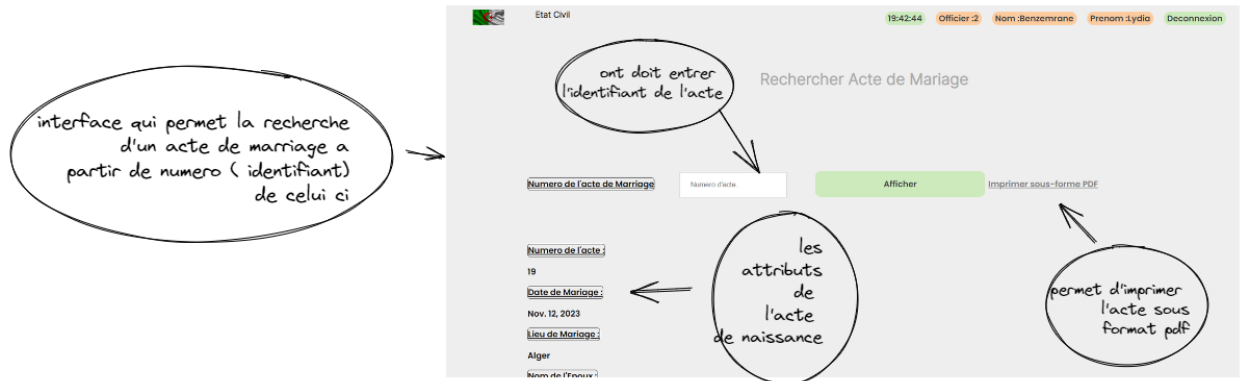 Etat Civil
19:42:44
Officier :2
Nom :Benzemrane
Prenom :Lydia
Deconnexion
ont doit entrer
l'identifiant de l'acte
Rechercher Acte de Mariage
interface qui permet la recherche
d'un acte de marriage a
partir de numero ( identifiant)
de celui ci
Numero de l'acte de Marriage
Numero d'acte..
Afficher
Imprimer sous-forme PDF
les
attributs
de
l'acte
de naissance
permet d'imprimer
l'acte sous
format pdf
Numero de l'acte :
19
Date de Mariage :
Nov. 12, 2023
Lieu de Mariage :
Alger
Nom de l'Epoux :